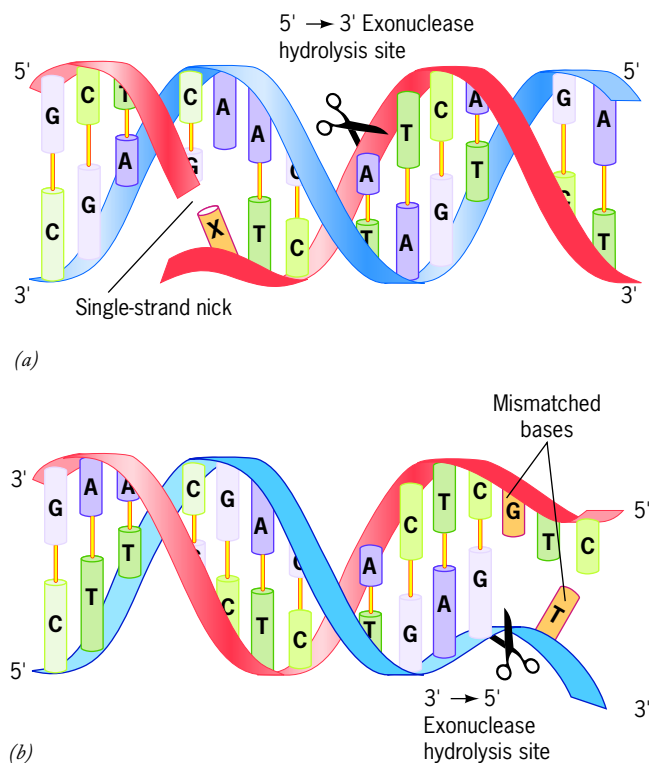 5' → 3' Exonuclease
hydrolysis site
5' 5'
G C T C A A A T C A G A
C G A G X T C T A G T C T
3' 3'
Single-strand nick
(a)
Mismatched
bases
3' 5'
G A A C G A A C T C G T C
C T T C T C T G A G T
5' 3'
3' → 5'
Exonuclease
hydrolysis site
(b)